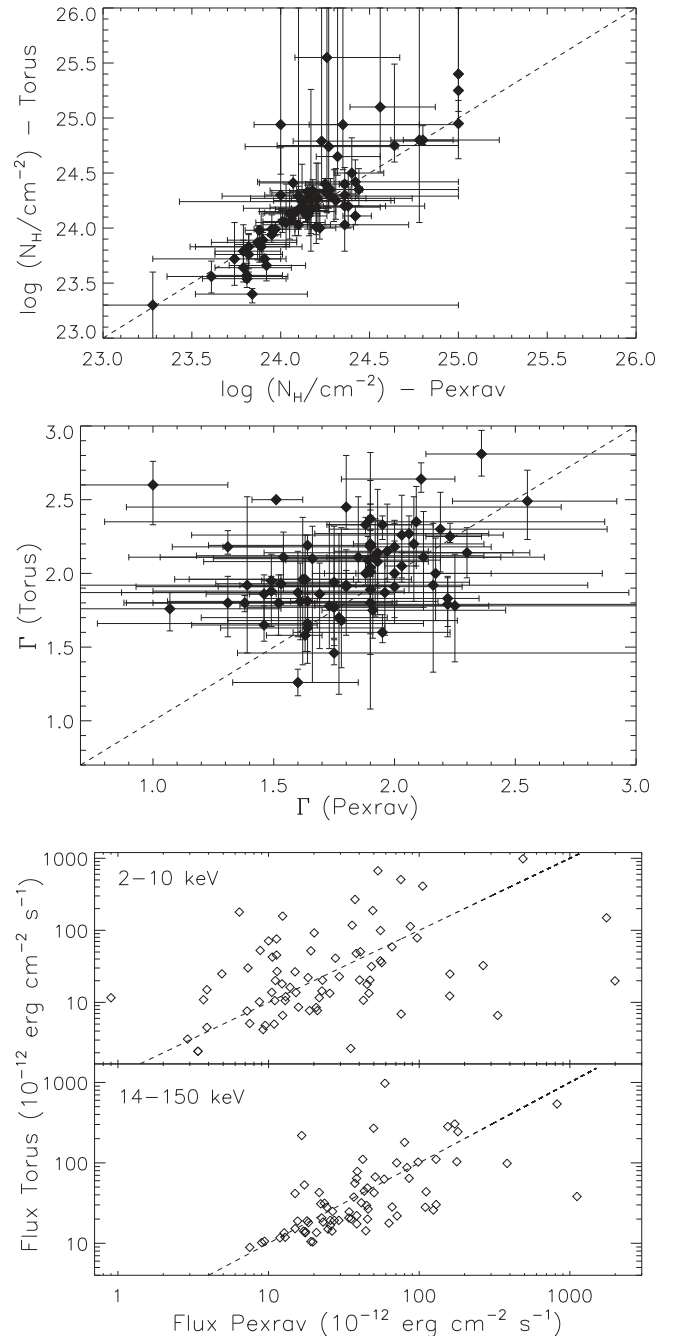 26.0
25.5
25.0
24.5
24.0
23.5
23.0
log (N_H/cm⁻²) – Torus
23.0 23.5 24.0 24.5 25.0 25.5 26.0
log (N_H/cm⁻²) – Pexrav
3.0
2.5
2.0
1.5
1.0
Γ (Torus)
1.0 1.5 2.0 2.5 3.0
Γ (Pexrav)
1000
100
10
2–10 keV
1000
100
10
14–150 keV
Flux Torus (10⁻¹² erg cm⁻² s⁻¹)
1 10 100 1000
Flux Pexrav (10⁻¹² erg cm⁻² s⁻¹)